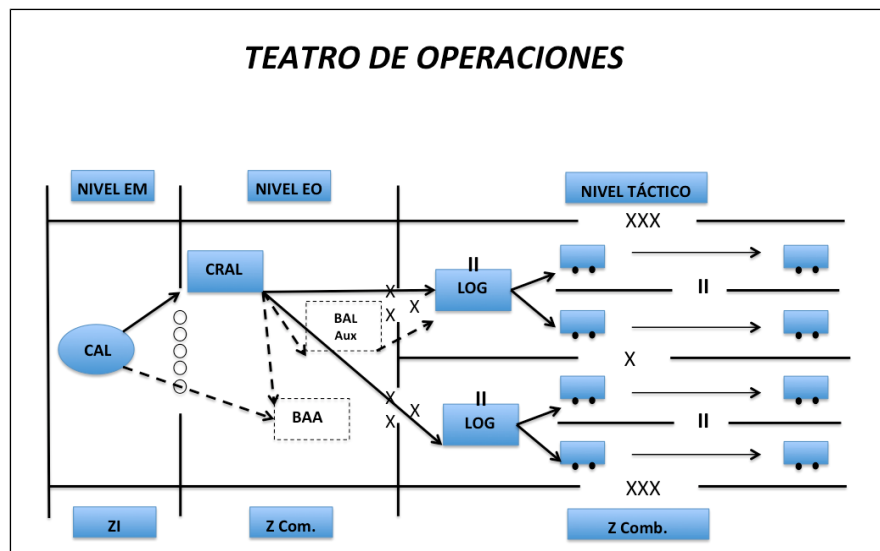 TEATRO DE OPERACIONES
NIVEL EM
NIVEL EO
NIVEL TÁCTICO
XXX
CRAL
II
LOG
II
X
X
X
BAL
Aux
CAL
X
X
X
X
II
LOG
BAA
II
XXX
ZI
Z Com.
Z Comb.